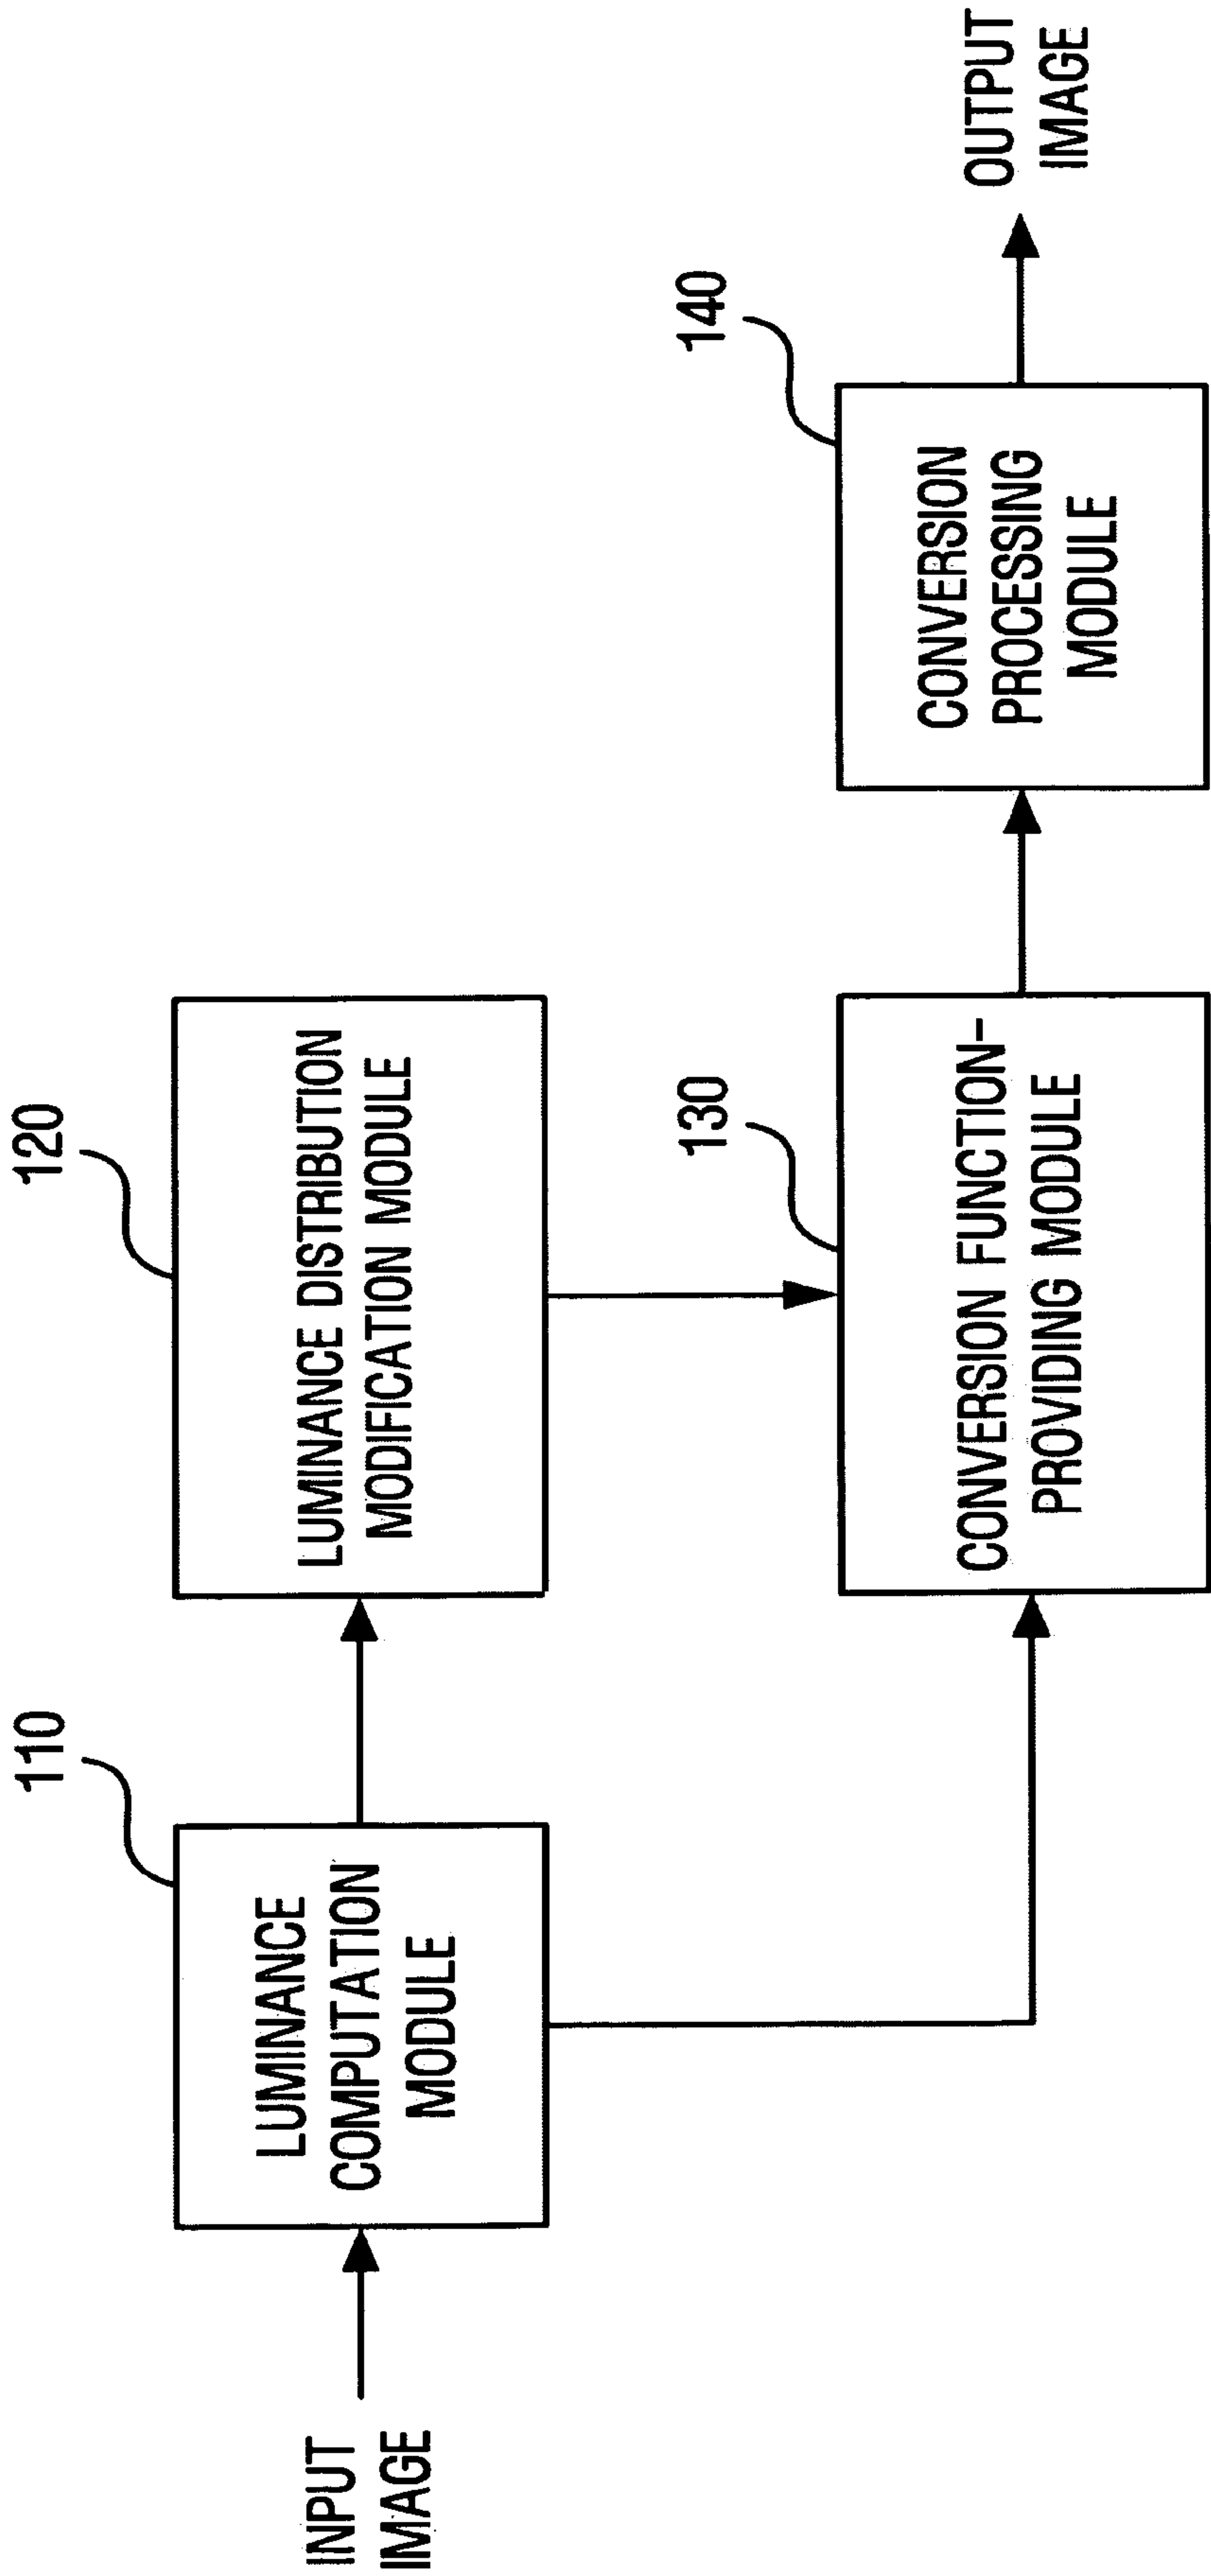 110
120
INPUT
IMAGE
LUMINANCE
COMPUTATION
MODULE
LUMINANCE DISTRIBUTION
MODIFICATION MODULE
130
140
CONVERSION FUNCTION-
PROVIDING MODULE
CONVERSION
PROCESSING
MODULE
OUTPUT
IMAGE